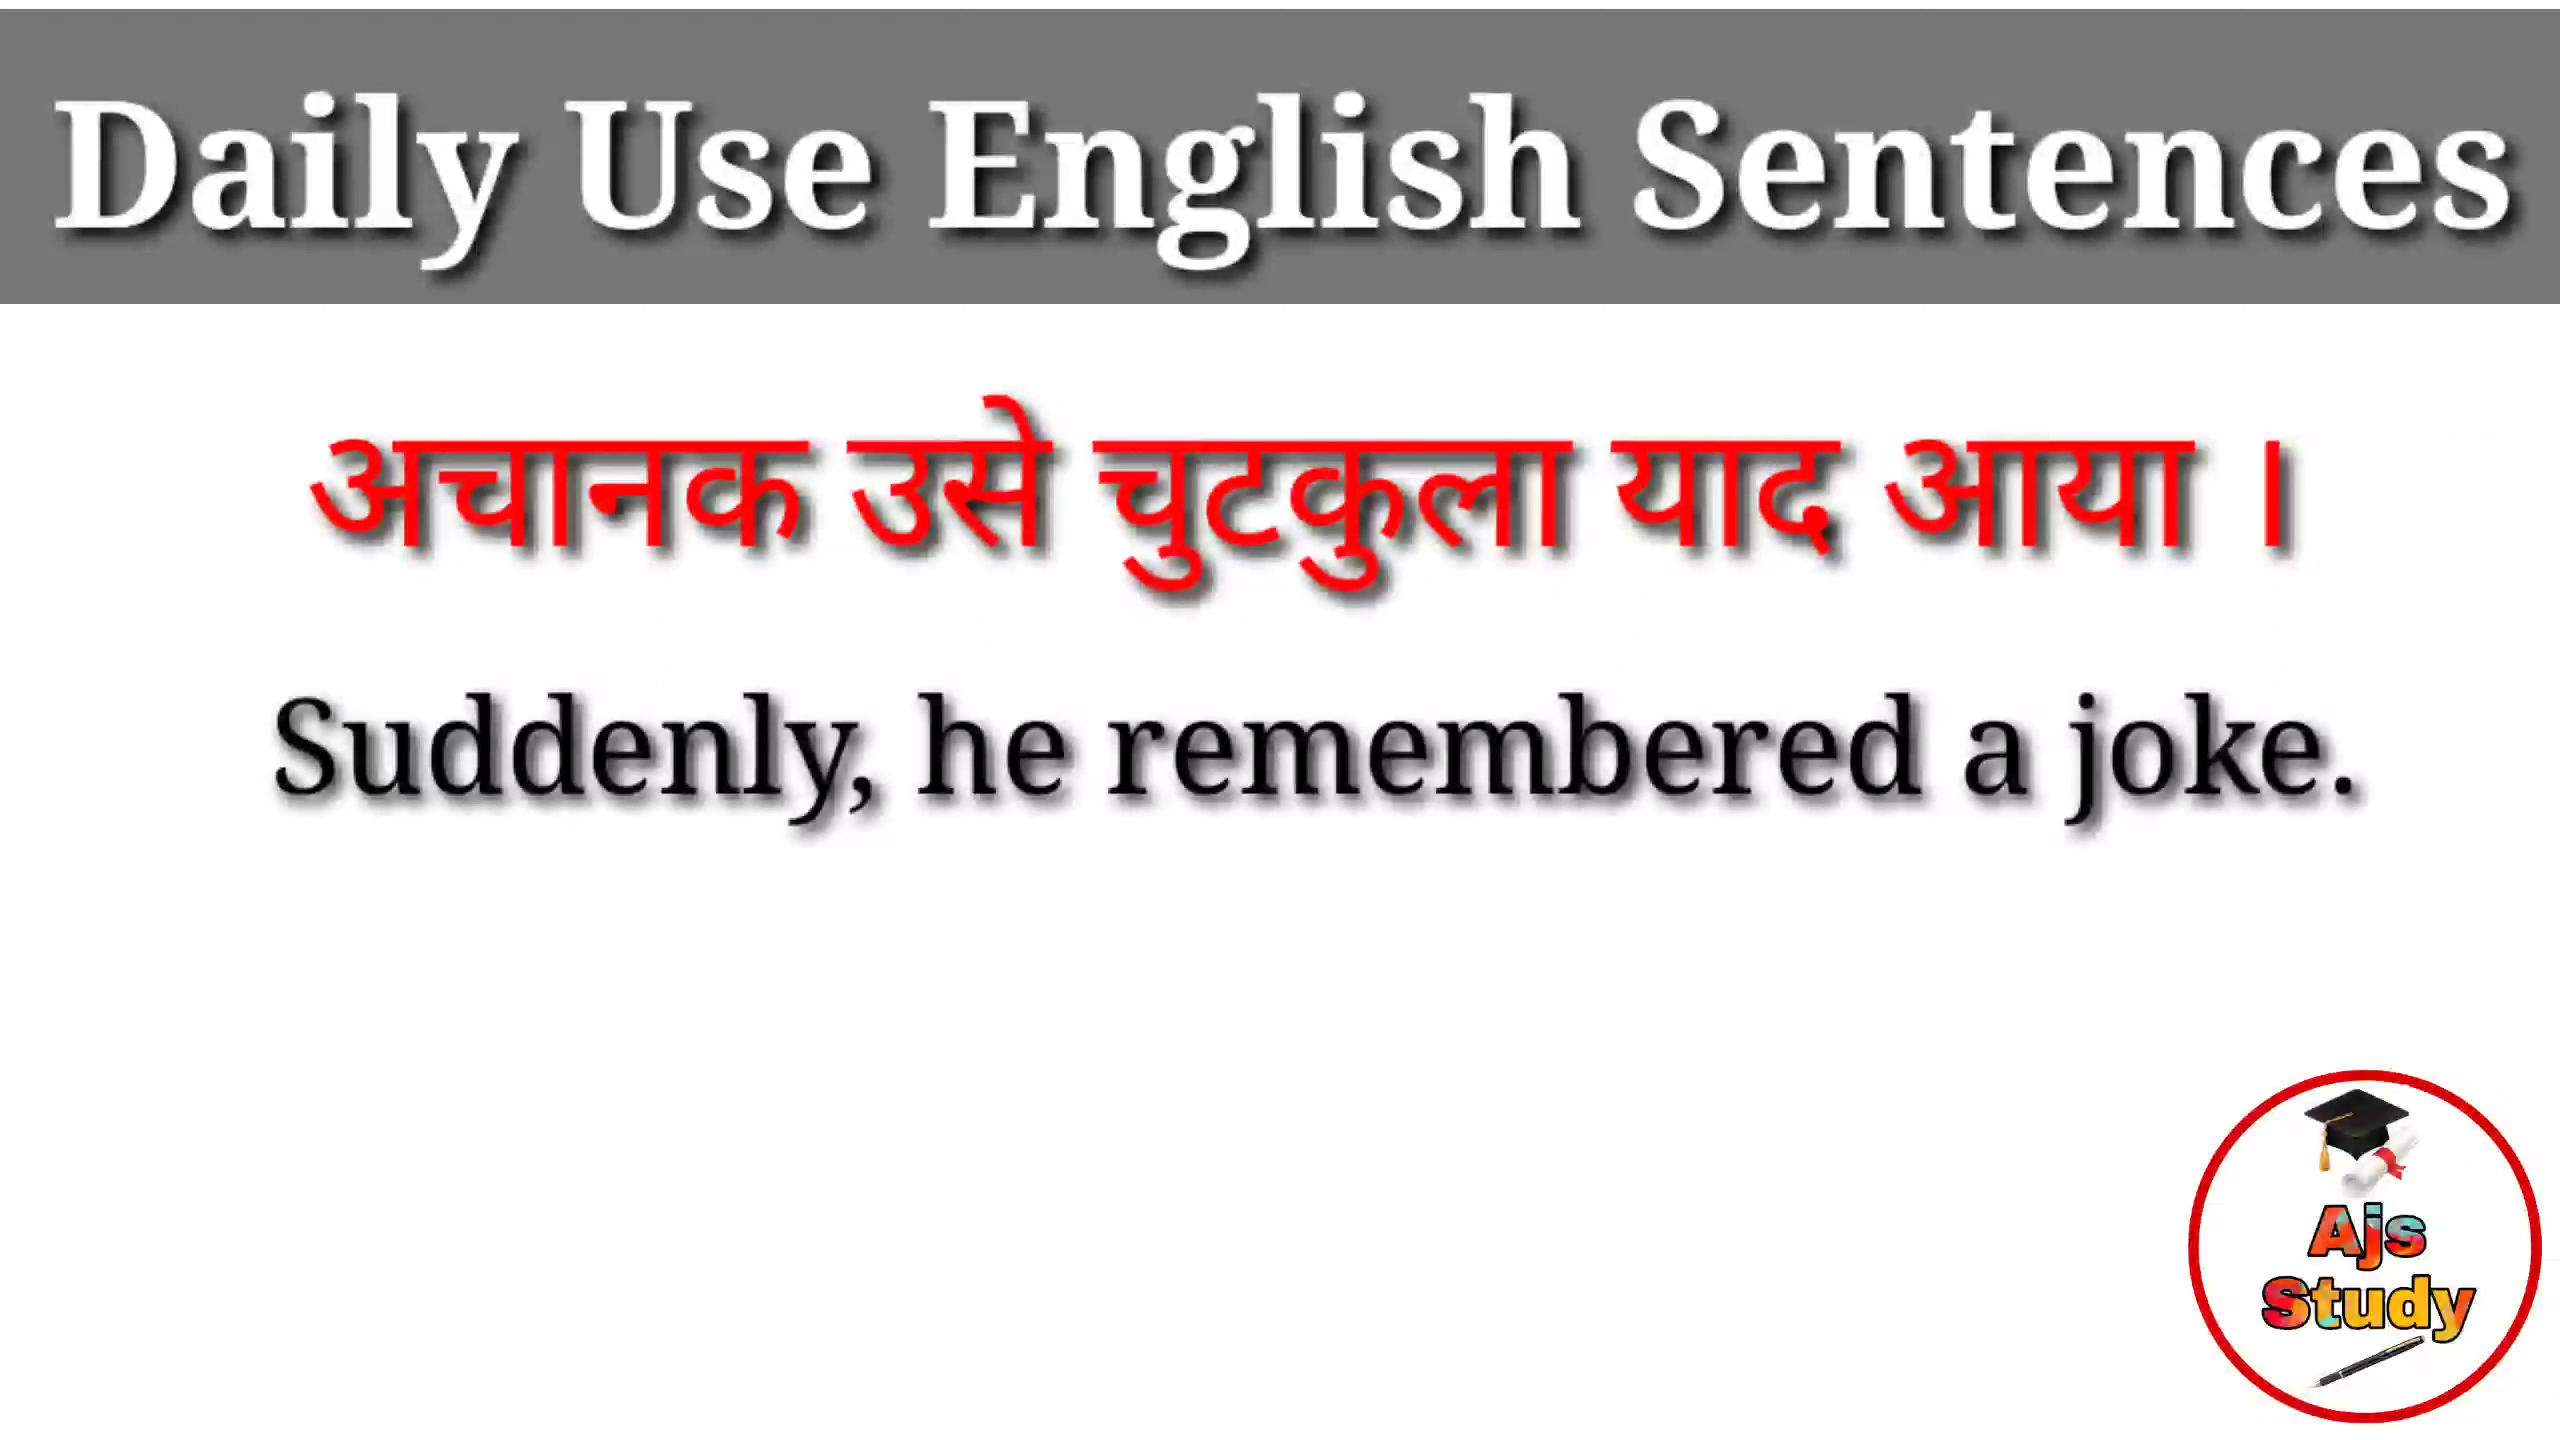 Daily Use English Sentences
अचानक उसे चुटकुला याद आया ।
Suddenly, he remembered a joke.
Ajs
Study